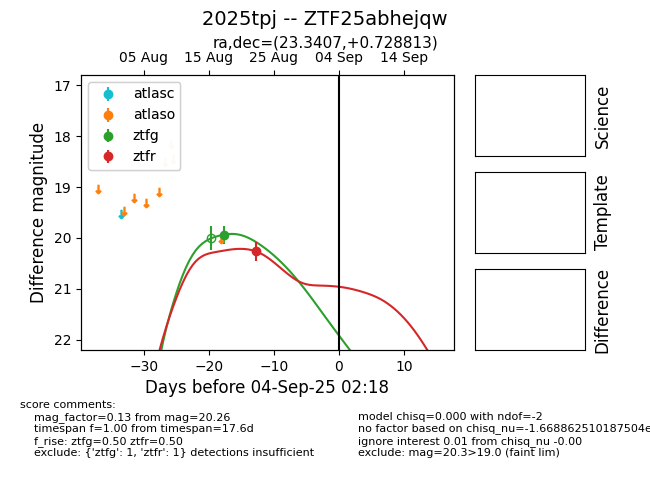 2025tpj -- ZTF25abhejqw
ra,dec=(23.3407,+0.728813)
05 Aug 15 Aug 25 Aug 04 Sep 14 Sep
17
18
19
20
21
22
Difference magnitude
atlasc
atlaso
ztfg
ztfr
−30 −20 −10 0 10
Days before 04-Sep-25 02:18
Science
Template
Difference
score comments:
mag_factor=0.13 from mag=20.26
timespan f=1.00 from timespan=17.6d
f_rise: ztfg=0.50 ztfr=0.50
exclude: {'ztfg': 1, 'ztfr': 1} detections insufficient
model chisq=0.000 with ndof=-2
no factor based on chisq_nu=-1.668862510187504e
ignore interest 0.01 from chisq_nu -0.00
exclude: mag=20.3>19.0 (faint lim)